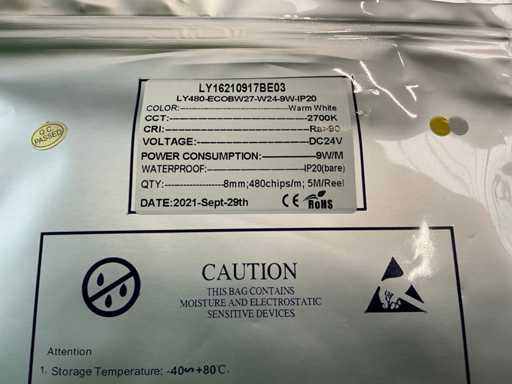 LY16210917BE03
LY480-ECOBW27-W24-9W-IP20
COLOR:---Warm White
CCT:---2700K
CRI:---Ra>90
VOLTAGE:---DC24V
POWER CONSUMPTION:---9W/M
WATERPROOF:---IP20(bare)
QTY:---8mm;480chips/m; 5M/Reel
DATE:2021-Sept-29th CE RoHS
Q.C.
PASSED
CAUTION
THIS BAG CONTAINS
MOISTURE AND ELECTROSTATIC
SENSITIVE DEVICES
Attention
1. Storage Temperature: -40∽+80℃.